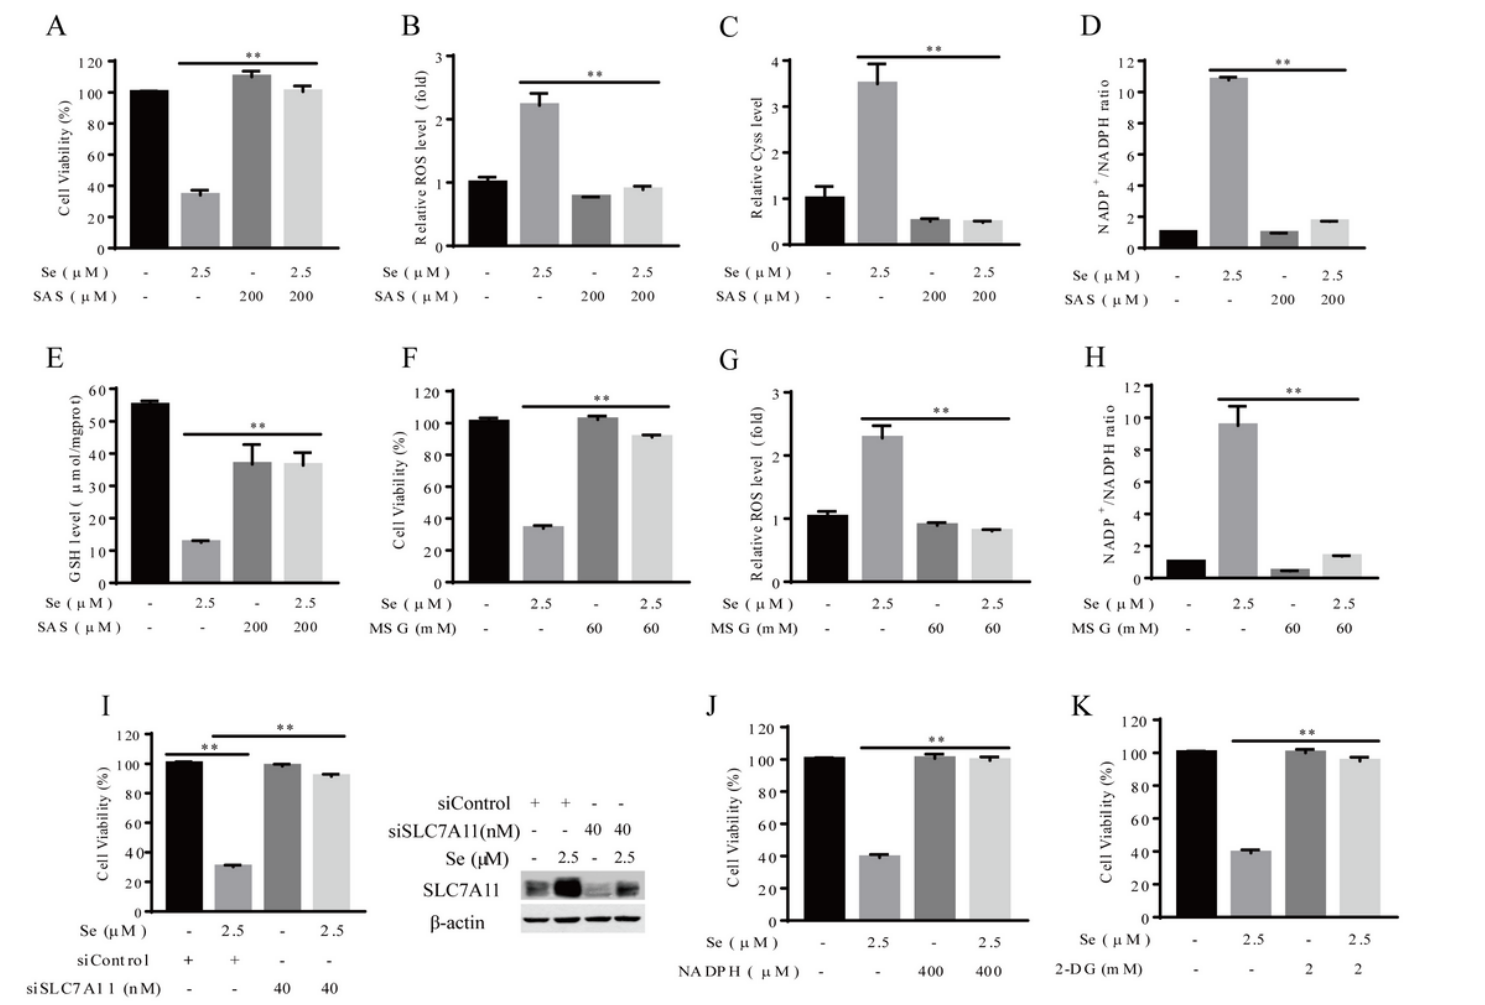 A
Cell Viability (%)
120
100
80
60
40
20
0
**
Se (μM) - 2.5 - 2.5
SAS (μM) - - 200 200
B
Relative ROS level (fold)
3
2
1
0
**
Se (μM) - 2.5 - 2.5
SAS (μM) - - 200 200
C
Relative Cyss level
4
3
2
1
0
**
Se (μM) - 2.5 - 2.5
SAS (μM) - - 200 200
D
NADP+/NADPH ratio
12
10
8
6
4
2
0
**
Se (μM) - 2.5 - 2.5
SAS (μM) - - 200 200
E
GSH level (μmol/mgprot)
60
50
40
30
20
10
0
**
Se (μM) - 2.5 - 2.5
SAS (μM) - - 200 200
F
Cell Viability (%)
120
100
80
60
40
20
0
**
Se (μM) - 2.5 - 2.5
MSG (mM) - - 60 60
G
Relative ROS level (fold)
3
2
1
0
**
Se (μM) - 2.5 - 2.5
MSG (mM) - - 60 60
H
NADP+/NADPH ratio
12
10
8
6
4
2
0
**
Se (μM) - 2.5 - 2.5
MSG (mM) - - 60 60
I
Cell Viability (%)
120
100
80
60
40
20
0
**
**
Se (μM) - 2.5 - 2.5
siControl + + - -
siSLC7A11 (nM) - - 40 40
siControl + + - -
siSLC7A11(nM) - - 40 40
Se (μM) - 2.5 - 2.5
SLC7A11
β-actin
J
Cell Viability (%)
120
100
80
60
40
20
0
**
Se (μM) - 2.5 - 2.5
NADPH (μM) - - 400 400
K
Cell Viability (%)
120
100
80
60
40
20
0
**
Se (μM) - 2.5 - 2.5
2-DG (mM) - - 2 2